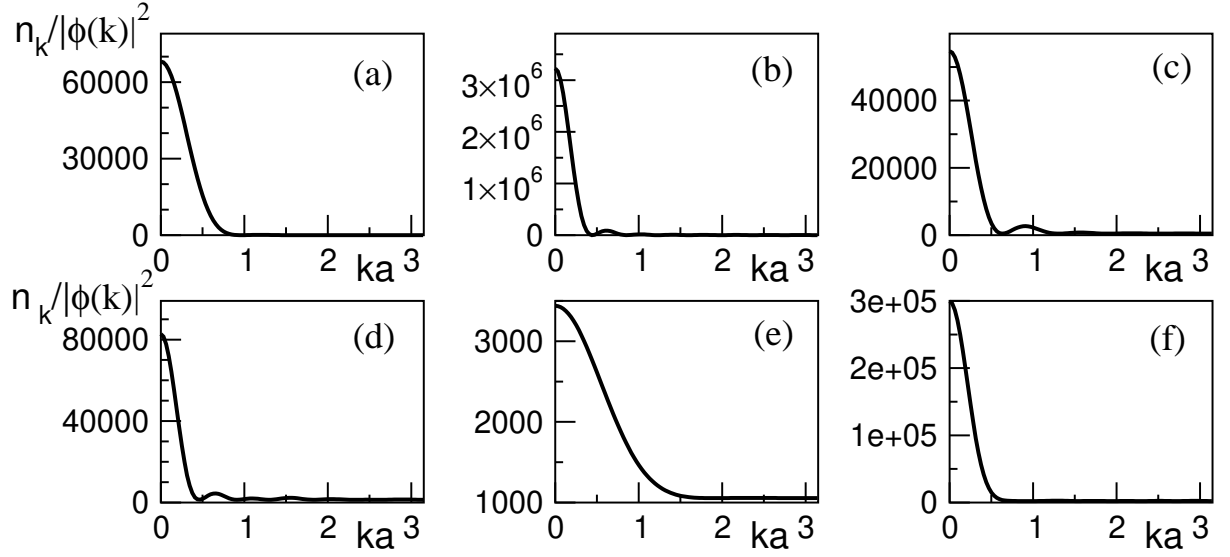 n_k/|ϕ(k)|^2
(a)
60000
30000
0
0 1 2 ka 3
(b)
3×10^6
2×10^6
1×10^6
0
0 1 2 ka 3
(c)
40000
20000
0
0 1 2 ka 3
n_k/|ϕ(k)|^2
(d)
80000
40000
0
0 1 2 ka 3
(e)
3000
2000
1000
0 1 2 ka 3
(f)
3e+05
2e+05
1e+05
0
0 1 2 ka 3